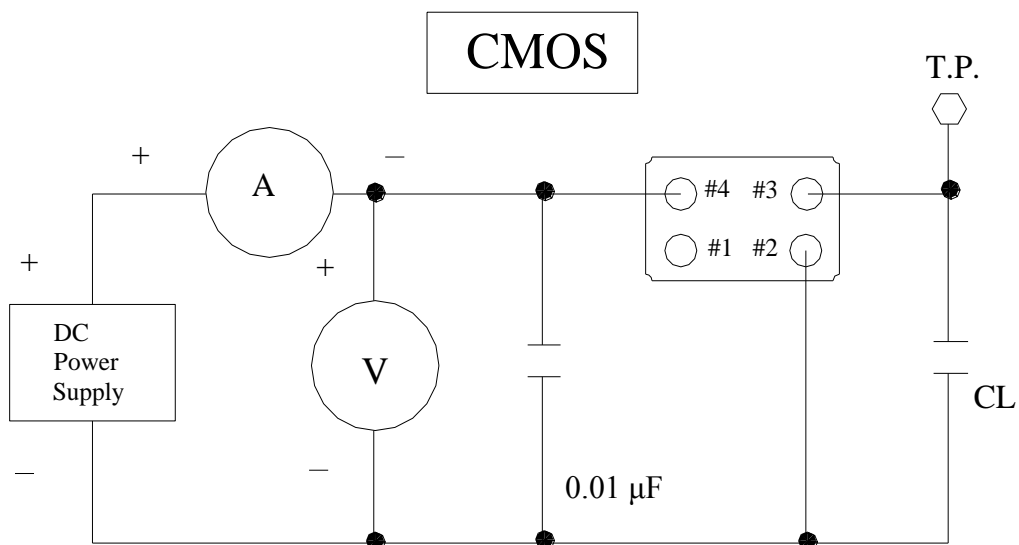 CMOS
T.P.
+
A
–
#4 #3
#1 #2
+
+
DC
Power
Supply
V
CL
–
–
0.01 μF